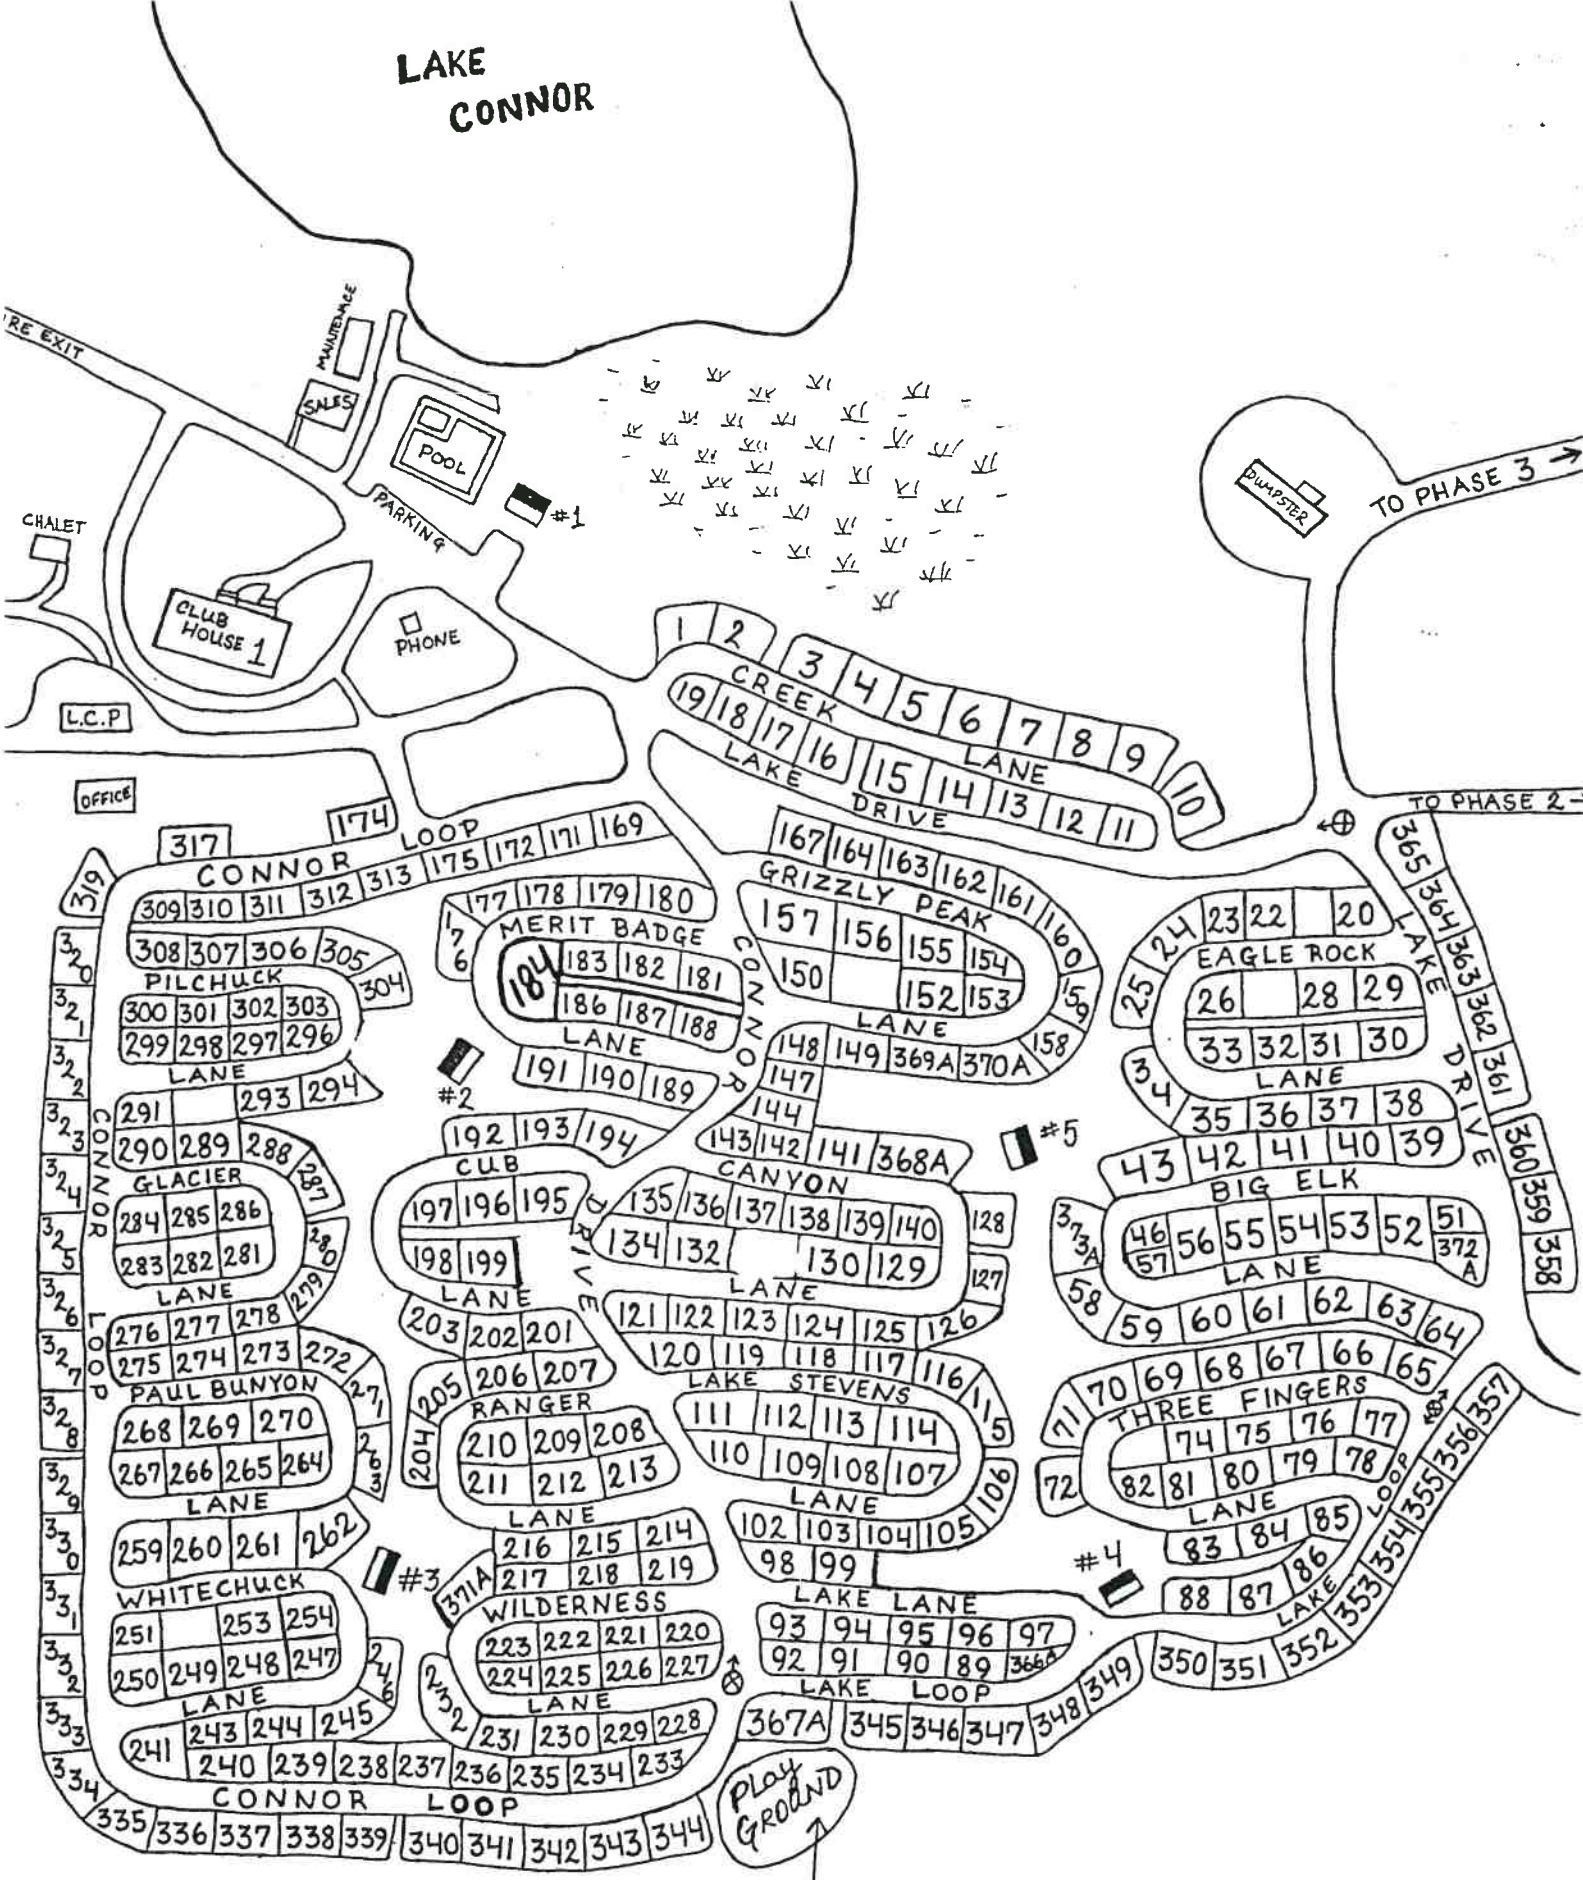 LAKE
CONNOR
RE EXIT
MAINTENACE
SALES
POOL
PARKING
#1
CHALET
CLUB
HOUSE 1
PHONE
L.C.P
OFFICE
DUMPSTER
TO PHASE 3 →
TO PHASE 2
1 2 3 4 5 6 7 8 9 10
CREEK LANE
19 18 17 16 15 14 13 12 11
LAKE DRIVE
317 174
CONNOR LOOP
319
309 310 311 312 313 175 172 171 169
308 307 306 305 304
PILCHUCK
300 301 302 303
299 298 297 296
LANE
291 293 294
290 289 288 287
GLACIER
284 285 286 280
283 282 281 279
LANE
276 277 278
275 274 273 272 271
PAUL BUNYON
268 269 270 263
267 266 265 264
LANE
259 260 261 262
WHITECHUCK
251 253 254
250 249 248 247 246
LANE
243 244 245
241 240 239 238 237 236 235 234 233
CONNOR LOOP
320
321
322
323
324
325
326
327
328
329
330
331
332
333
334
CONNOR LOOP
335 336 337 338 339 340 341 342 343 344
176 177 178 179 180
MERIT BADGE
184 183 182 181
186 187 188
LANE
191 190 189
#2
192 193 194
CUB
197 196 195
198 199
LANE
203 202 201
204 205 206 207
RANGER
210 209 208
211 212 213
LANE
216 215 214
371A 217 218 219
#3
WILDERNESS
223 222 221 220
224 225 226 227
LANE
232 231 230 229 228
CONNOR DRIVE
167 164 163 162 161 160 159 158
GRIZZLY PEAK
157 156 155 154
150 152 153
LANE
148 149 369A 370A
147
144
143 142 141 368A
CANYON
135 136 137 138 139 140 128
134 132 130 129 127
LANE
121 122 123 124 125 126
120 119 118 117 116 115
LAKE STEVENS
111 112 113 114
110 109 108 107 106
LANE
102 103 104 105
98 99
LAKE LANE
93 94 95 96 97
92 91 90 89 366A
LAKE LOOP
367A 345 346 347 348 349 350 351 352 353 354 355 356 357
PLAY
GROUND
#5
25 24 23 22 20
EAGLE ROCK
26 28 29
33 32 31 30
LANE
34 35 36 37 38
43 42 41 40 39
BIG ELK
373A 46 56 55 54 53 52 51
57 372A
LANE
58 59 60 61 62 63 64
71 70 69 68 67 66 65
THREE FINGERS
74 75 76 77
72 82 81 80 79 78
LANE
83 84 85
#4
88 87 86
LAKE LOOP
LAKE DRIVE
365
364
363
362
361
360
359
358